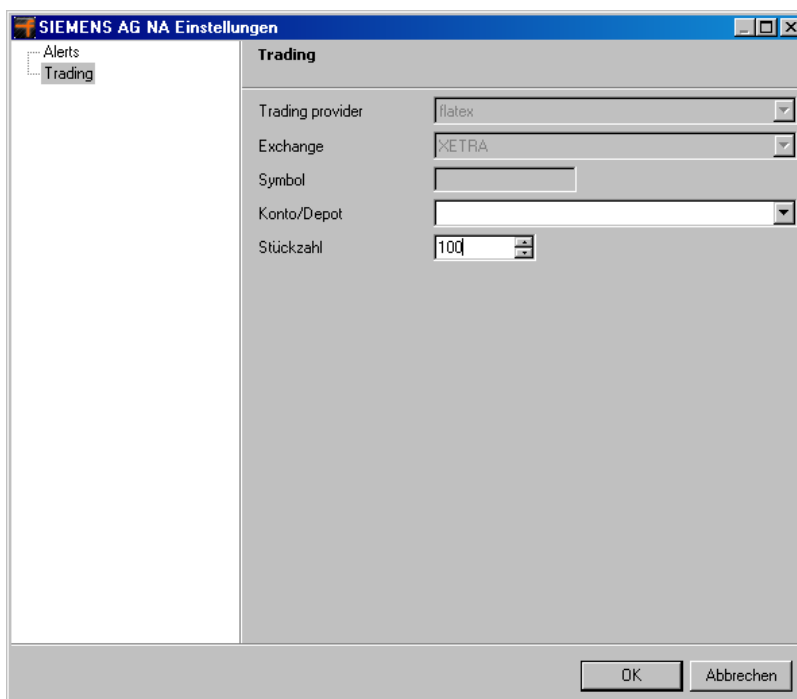 SIEMENS AG NA Einstellungen
Alerts
Trading
Trading
Trading provider
flatex
Exchange
XETRA
Symbol
Konto/Depot
Stückzahl
100
OK
Abbrechen